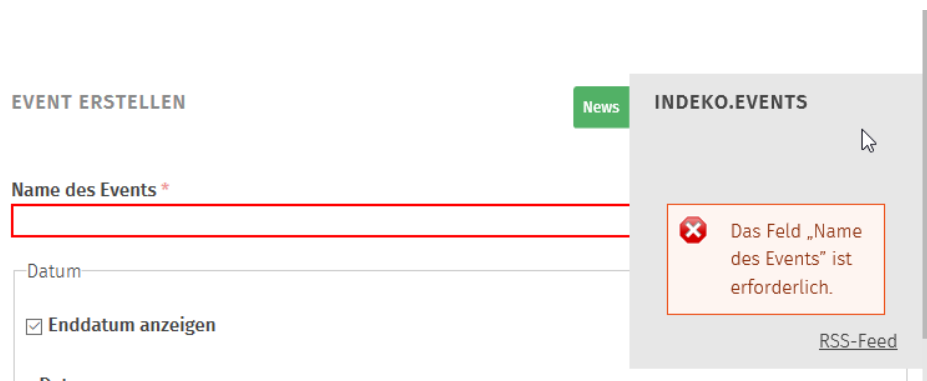 EVENT ERSTELLEN
News
Name des Events *
Datum
Enddatum anzeigen
INDEKO.EVENTS
Das Feld „Name
des Events” ist
erforderlich.
RSS-Feed